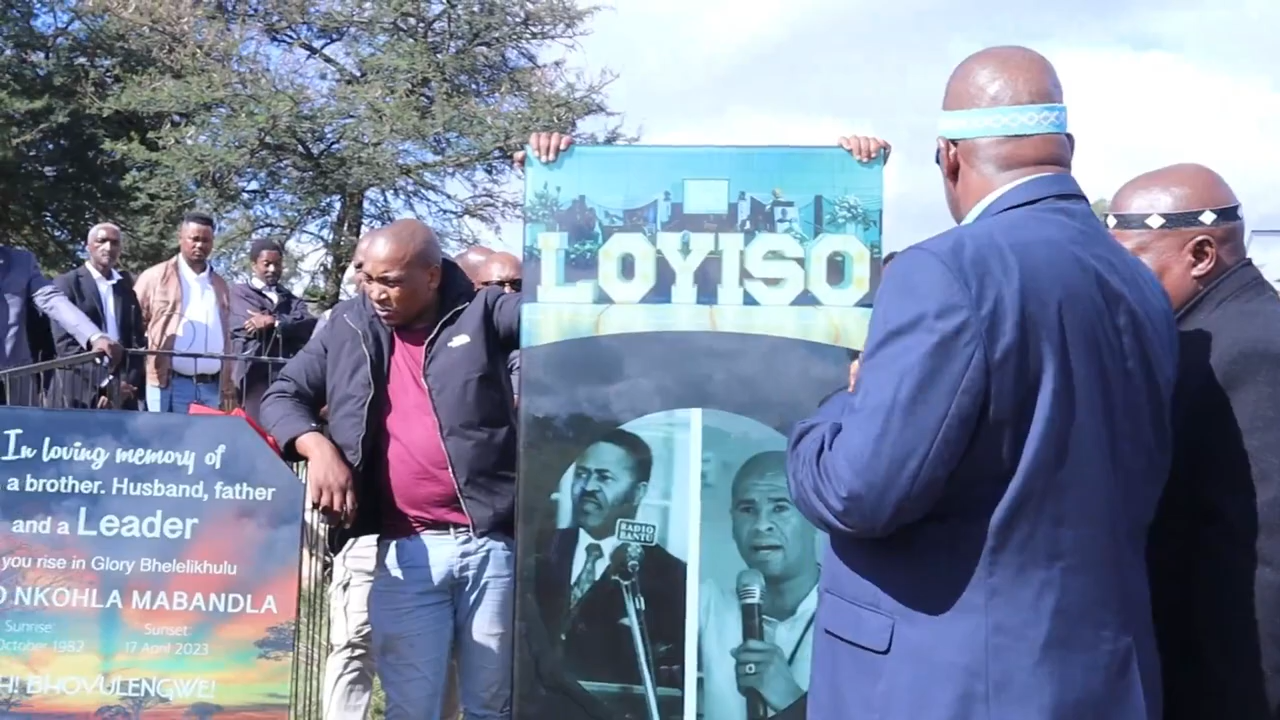 In loving memory of
a brother. Husband, father
and a Leader
you rise in Glory Bhelelikhulu
NKOHLA MABANDLA
Sunrise: Sunset:
October 1982 17 April 2023
H! BHOVULENGWE!
LOYISO
RADIO
BANTU